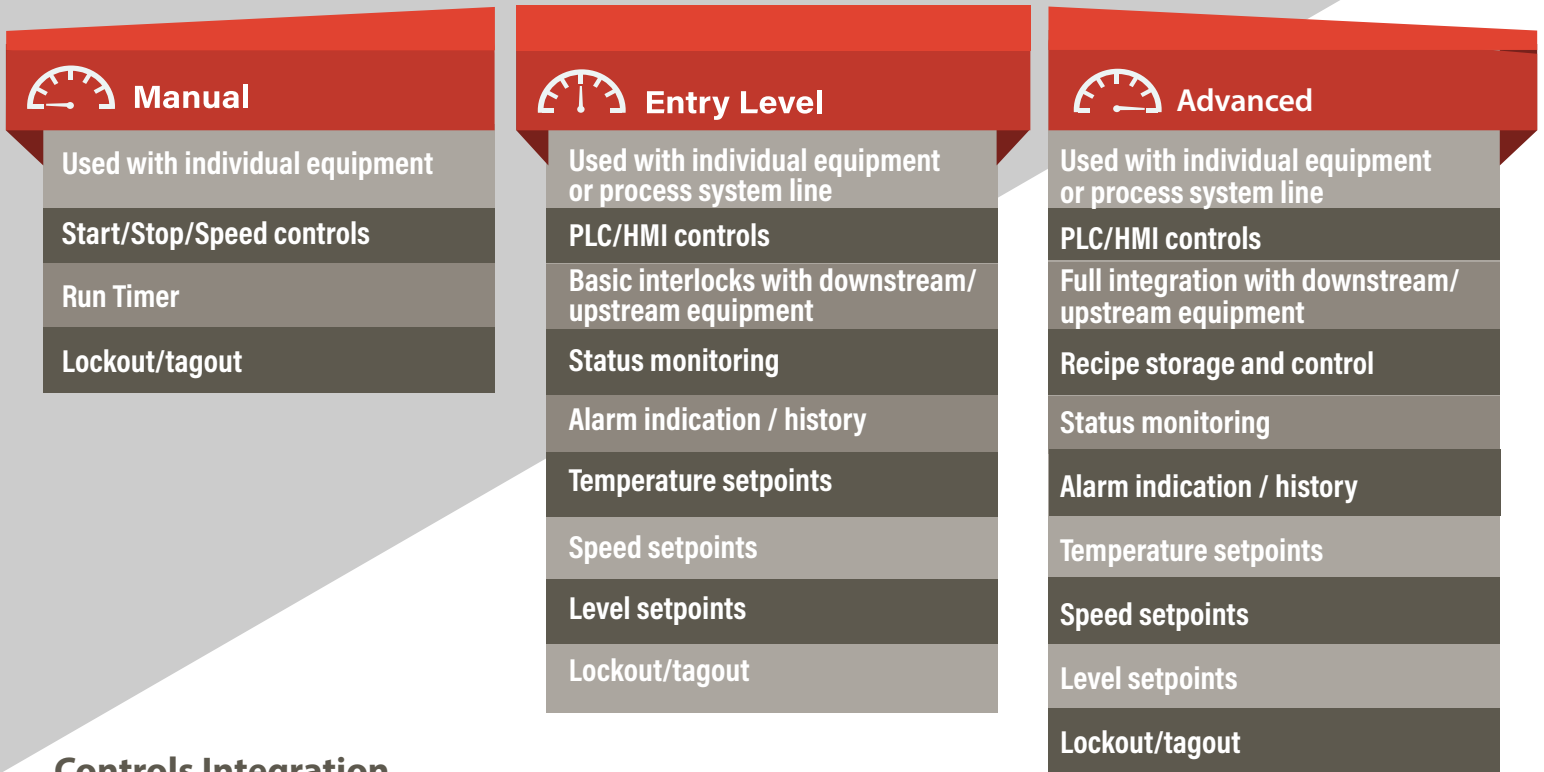 Manual
Used with individual equipment
Start/Stop/Speed controls
Run Timer
Lockout/tagout
Entry Level
Used with individual equipment
or process system line
PLC/HMI controls
Basic interlocks with downstream/
upstream equipment
Status monitoring
Alarm indication / history
Temperature setpoints
Speed setpoints
Level setpoints
Lockout/tagout
Advanced
Used with individual equipment
or process system line
PLC/HMI controls
Full integration with downstream/
upstream equipment
Recipe storage and control
Status monitoring
Alarm indication / history
Temperature setpoints
Speed setpoints
Level setpoints
Lockout/tagout
Controls Integration